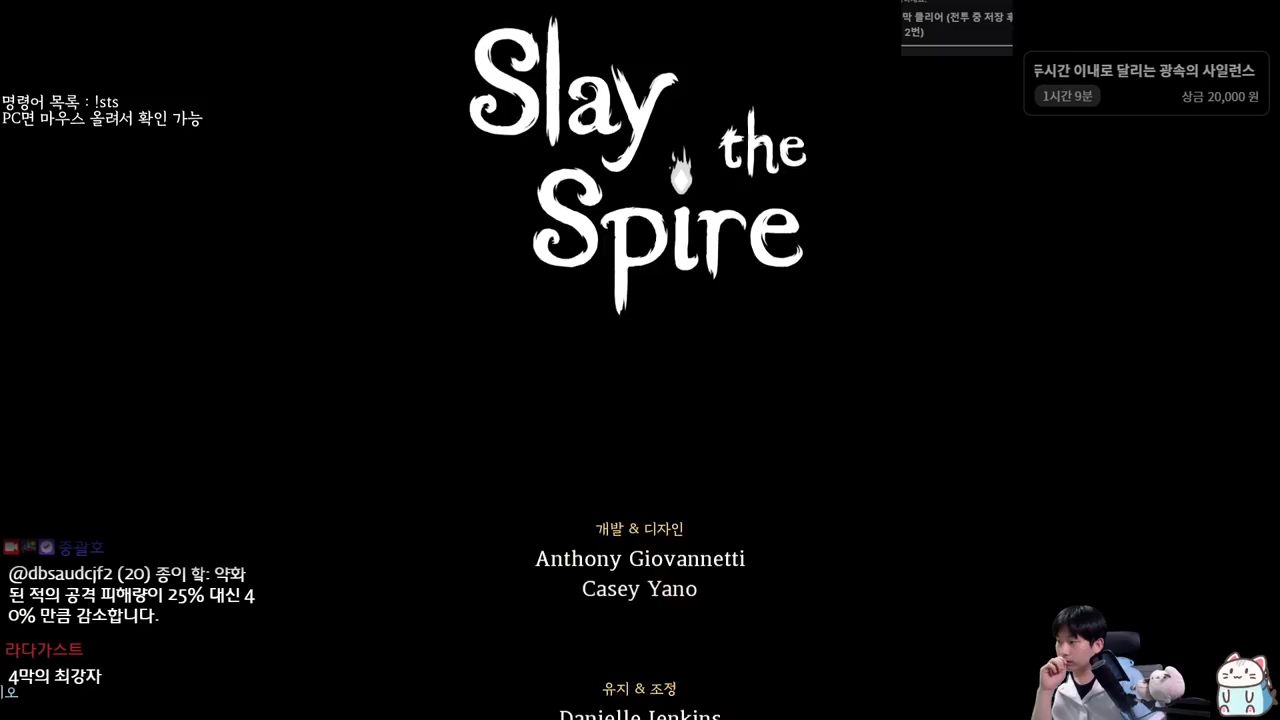 Slay
the
Spire
막 클리어 (전투 중 저장 후
2번)
두시간 이내로 달리는 광속의 사일런스
1시간 9분
상금 20,000 원
명령어 목록 : !sts
PC면 마우스 올려서 확인 가능
개발 & 디자인
Anthony Giovannetti
Casey Yano
유지 & 조정
Danielle Jenkins
중괄호
@dbsaudcjf2 (20) 종이 학: 약화
된 적의 공격 피해량이 25% 대신 4
0% 만큼 감소합니다.
라다가스트
4막의 최강자